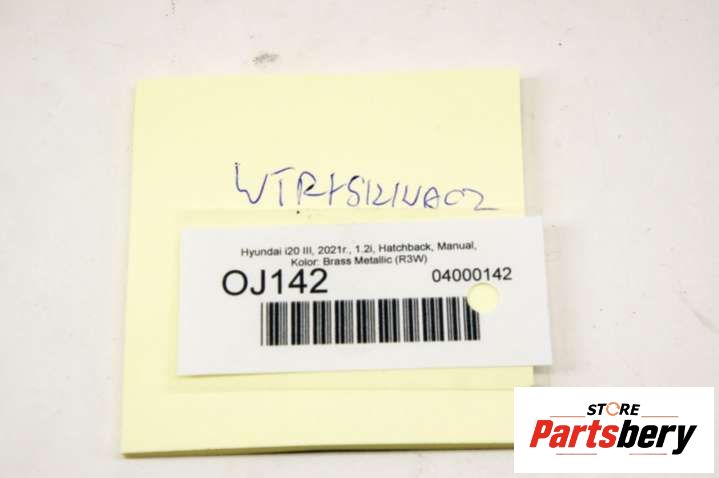 Hyundai i20 III, 2021r., 1.2i, Hatchback, Manual,
Kolor: Brass Metallic (R3W)
OJ142 04000142
STORE
Partsbery